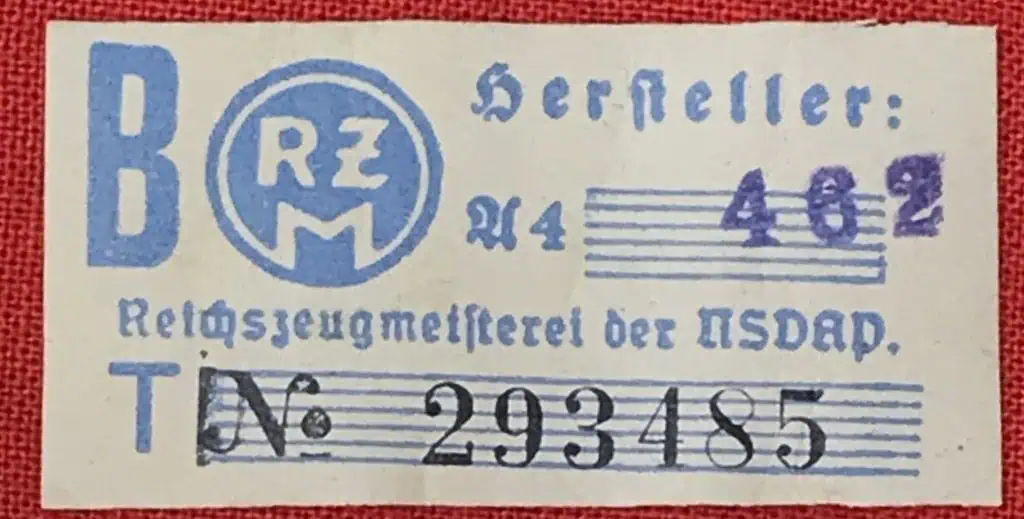 B RZM Hersteller:
A4 462
Reichszeugmeisterei der NSDAP.
T № 293485